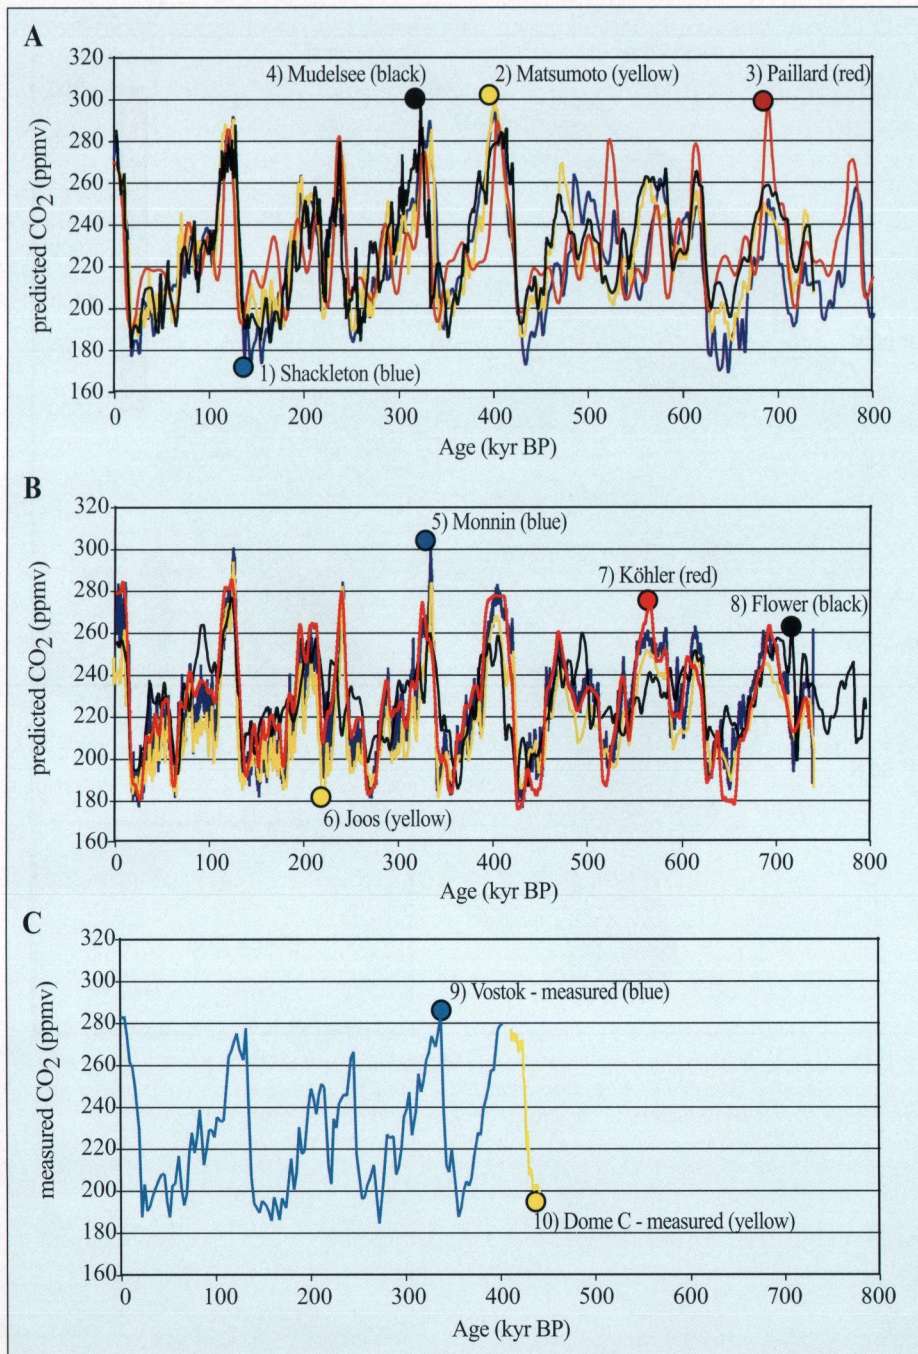 A
320
300
280
260
240
220
200
180
160
predicted CO2 (ppmv)
4) Mudelsee (black)
2) Matsumoto (yellow)
3) Paillard (red)
1) Shackleton (blue)
0 100 200 300 400 500 600 700 800
Age (kyr BP)
B
320
300
280
260
240
220
200
180
160
predicted CO2 (ppmv)
5) Monnin (blue)
7) Köhler (red)
8) Flower (black)
6) Joos (yellow)
0 100 200 300 400 500 600 700 800
Age (kyr BP)
C
320
300
280
260
240
220
200
180
160
measured CO2 (ppmv)
9) Vostok - measured (blue)
10) Dome C - measured (yellow)
0 100 200 300 400 500 600 700 800
Age (kyr BP)